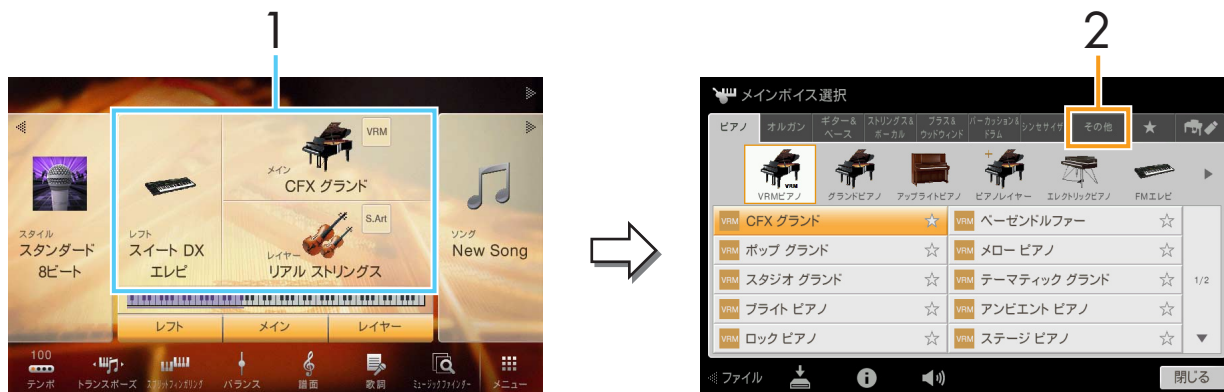 1
VRM
メイン
CFX グランド
S.Art
レイヤー
リアル ストリングス
レフト
スイート DX
エレピ
スタイル
スタンダード
8ビート
ソング
New Song
レフト
メイン
レイヤー
100
テンポ
トランスポーズ
スプリットフィンガリング
バランス
譜面
歌詞
ミュージックファインダー
メニュー
2
メインボイス選択
ピアノ
オルガン
ギター&
ベース
ストリングス&
ボーカル
ブラス&
ウッドウィンド
パーカッション&
ドラム
シンセサイザ
その他
VRM
VRMピアノ
グランドピアノ
アップライトピアノ
ピアノレイヤー
エレクトリックピアノ
FMエレピ
VRM CFX グランド
VRM ベーゼンドルファー
VRM ポップ グランド
VRM メロー ピアノ
VRM スタジオ グランド
VRM テーマティック グランド
1/2
VRM ブライト ピアノ
VRM アンビエント ピアノ
VRM ロック ピアノ
VRM ステージ ピアノ
ファイル
閉じる